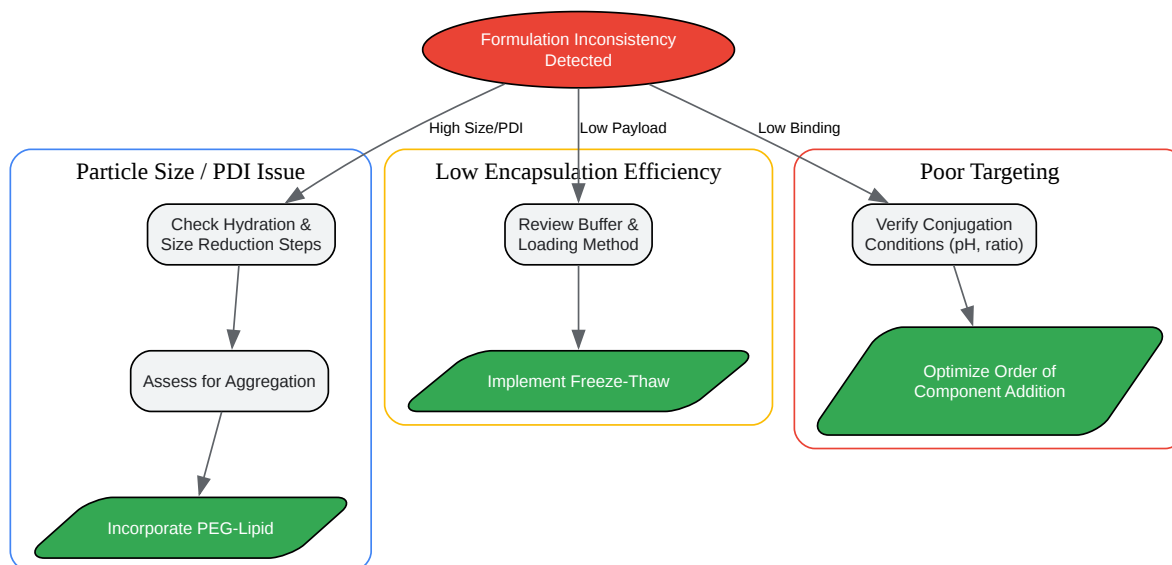 Formulation Inconsistency
Detected
High Size/PDI
Low Payload
Low Binding
Particle Size / PDI Issue
Low Encapsulation Efficiency
Poor Targeting
Check Hydration &
Size Reduction Steps
Review Buffer &
Loading Method
Verify Conjugation
Conditions (pH, ratio)
Assess for Aggregation
Implement Freeze-Thaw
Optimize Order of
Component Addition
Incorporate PEG-Lipid